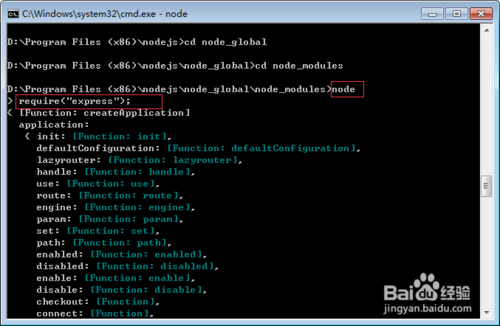 C:\Windows\system32\cmd.exe - node
D:\Program Files (x86)\nodejs>cd node_global
D:\Program Files (x86)\nodejs\node_global>cd node_modules
D:\Program Files (x86)\nodejs\node_global\node_modules>node
> require("express");
{ [Function: createApplication]
application:
{ init: [Function: init],
defaultConfiguration: [Function: defaultConfiguration],
lazyrouter: [Function: lazyrouter],
handle: [Function: handle],
use: [Function: use],
route: [Function: route],
engine: [Function: engine],
param: [Function: param],
set: [Function: set],
path: [Function: path],
enabled: [Function: enabled],
disabled: [Function: disabled],
enable: [Function: enable],
disable: [Function: disable],
checkout: [Function],
connect: [Function],
Baidu经验
jingyan.baidu.com